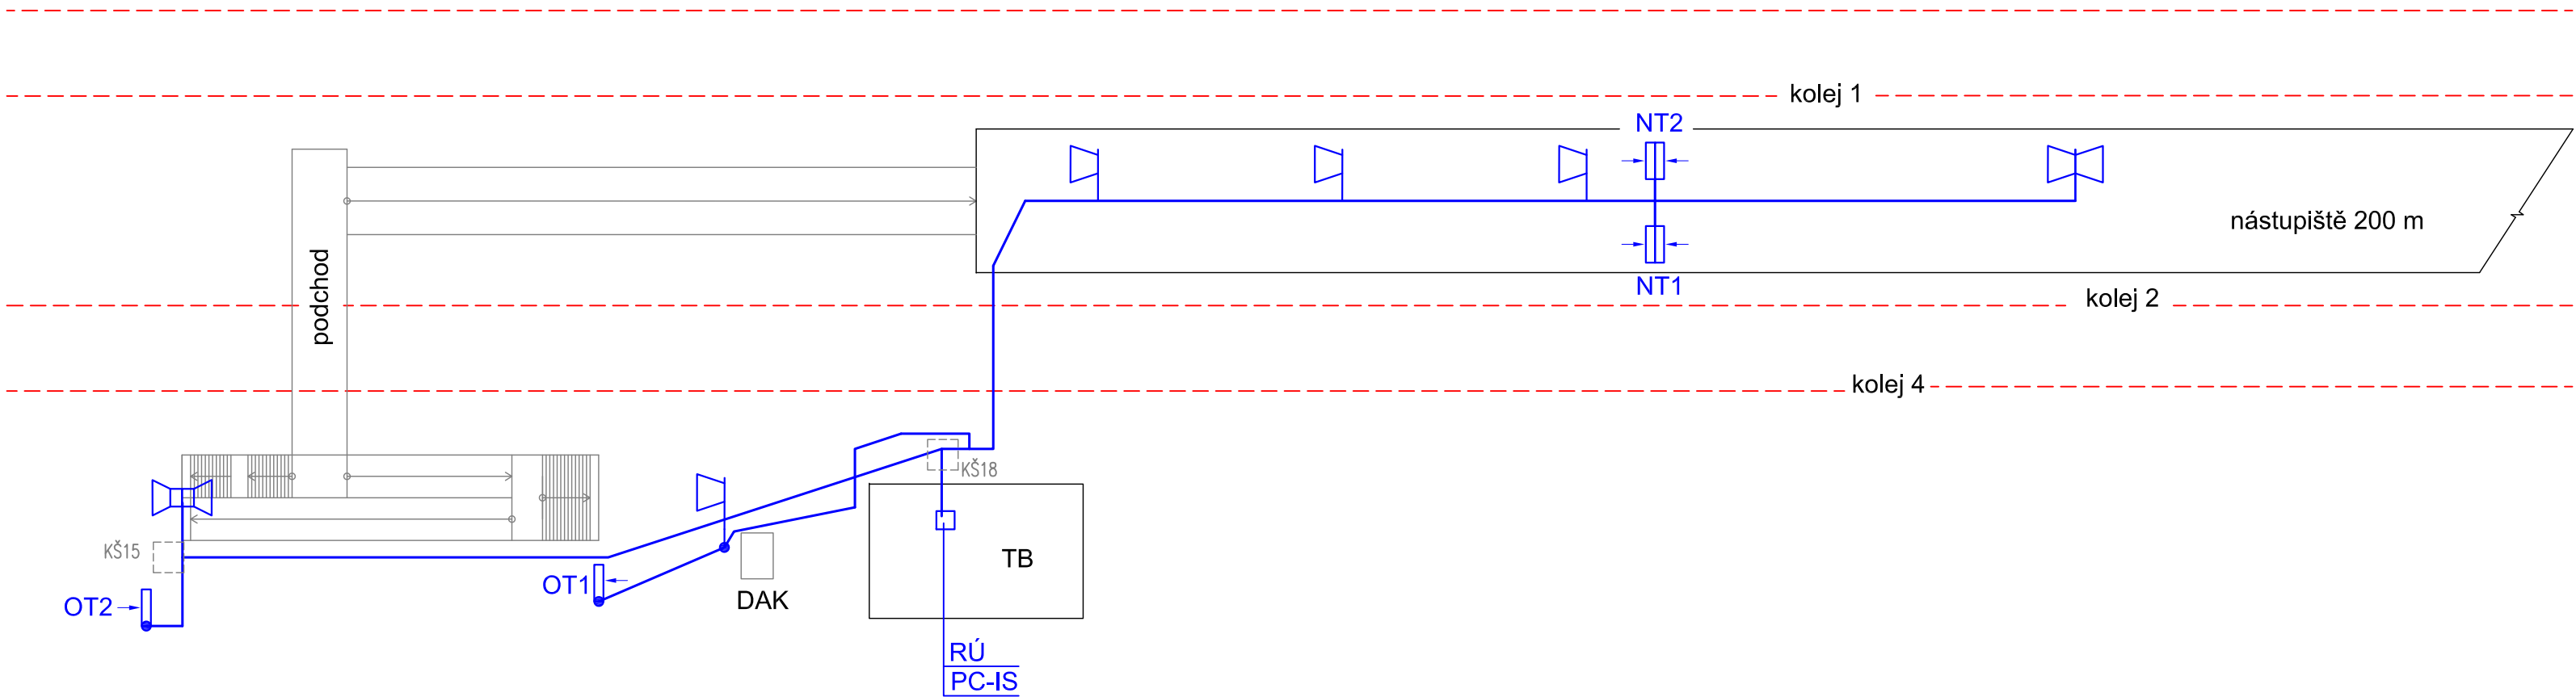 kolej 1
NT2
nástupiště 200 m
podchod
NT1
kolej 2
kolej 4
KŠ18
KŠ15
TB
OT1
DAK
OT2
RÚ
PC-IS